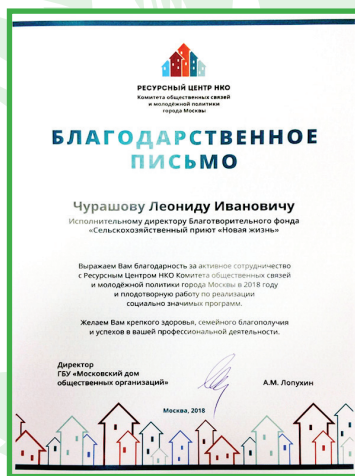 РЕСУРСНЫЙ ЦЕНТР НКО
Комитета общественных связей
и молодёжной политики
города Москвы
БЛАГОДАРСТВЕННОЕ
ПИСЬМО
Чурашову Леониду Ивановичу
Исполнительному директору Благотворительного фонда
«Сельскохозяйственный приют «Новая жизнь»
Выражаем Вам благодарность за активное сотрудничество
с Ресурсным Центром НКО Комитета общественных связей
и молодёжной политики города Москвы в 2018 году
и плодотворную работу по реализации
социально значимых программ.
Желаем Вам крепкого здоровья, семейного благополучия
и успехов в вашей профессиональной деятельности.
Директор
ГБУ «Московский дом
общественных организаций»
А.М. Лопухин
Москва, 2018